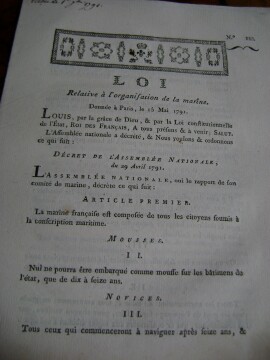 N.º
LOI
Relative à l'organisation de la marine.
Donnée à Paris, le 15 Mai 1791.
LOUIS, par la grâce de Dieu, & par la Loi constitutionnelle
de l'État, ROI DES FRANÇAIS, A tous présens & à venir; SALUT.
L'Assemblée nationale a décrété, & Nous voulons & ordonnons
ce qui suit :
DÉCRET DE L'ASSEMBLÉE NATIONALE,
du 29 Avril 1791.
L'ASSEMBLÉE NATIONALE, ouï le rapport de son
comité de marine, décrète ce qui suit :
ARTICLE PREMIER.
La marine française est composée de tous les citoyens soumis à
la conscription maritime.
MOUSSES.
II.
Nul ne pourra être embarqué comme mousse sur les bâtimens de
l'état, que de dix à seize ans.
NOVICES.
III.
Tous ceux qui commenceront à naviguer après seize ans, &